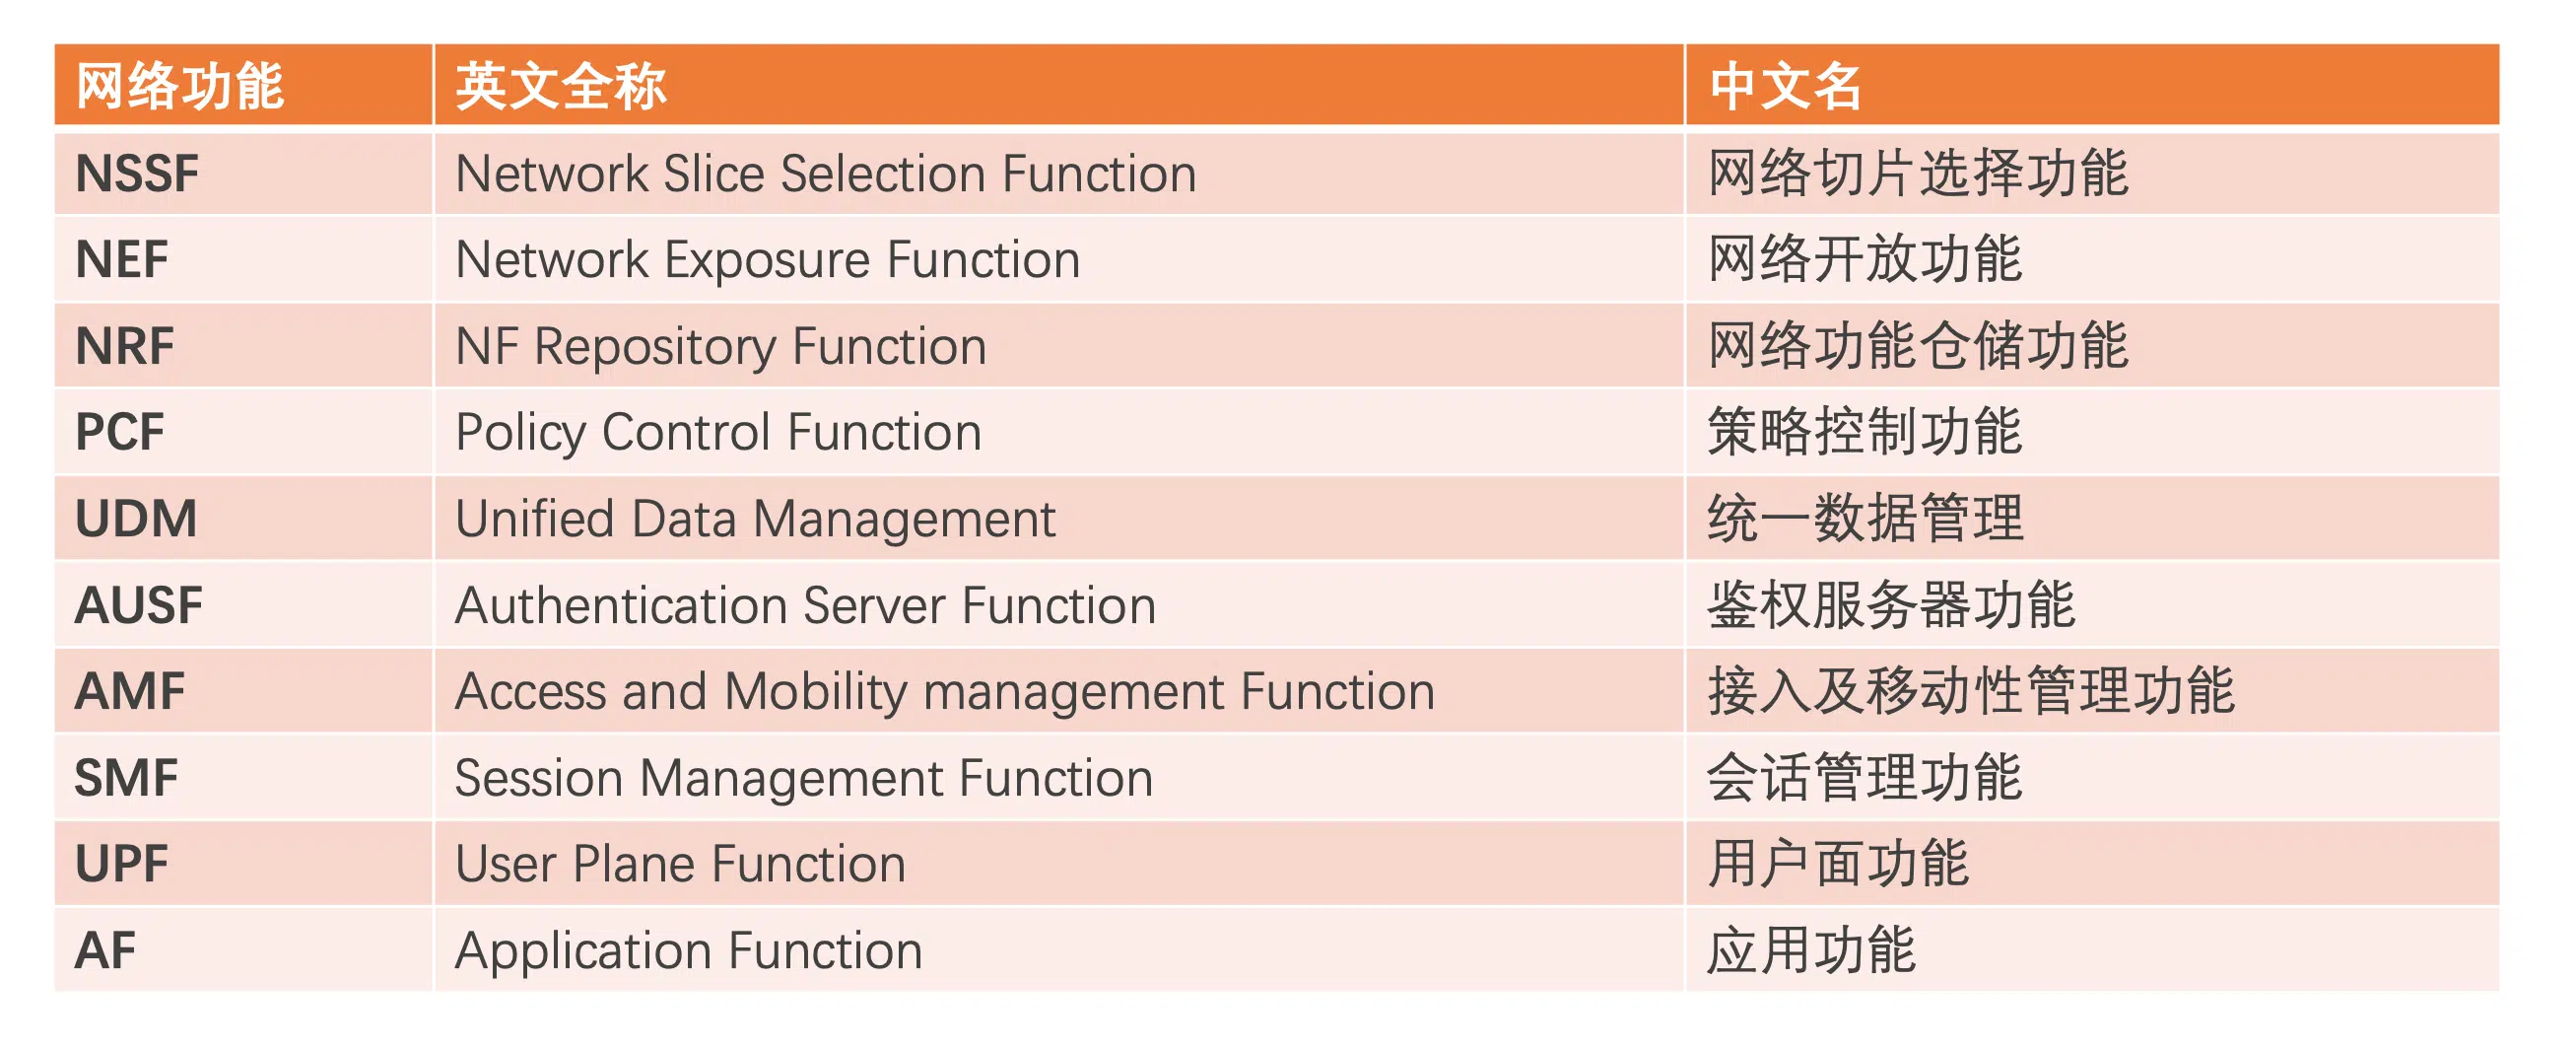 网络功能 英文全称 中文名
NSSF Network Slice Selection Function 网络切片选择功能
NEF Network Exposure Function 网络开放功能
NRF NF Repository Function 网络功能仓储功能
PCF Policy Control Function 策略控制功能
UDM Unified Data Management 统一数据管理
AUSF Authentication Server Function 鉴权服务器功能
AMF Access and Mobility management Function 接入及移动性管理功能
SMF Session Management Function 会话管理功能
UPF User Plane Function 用户面功能
AF Application Function 应用功能